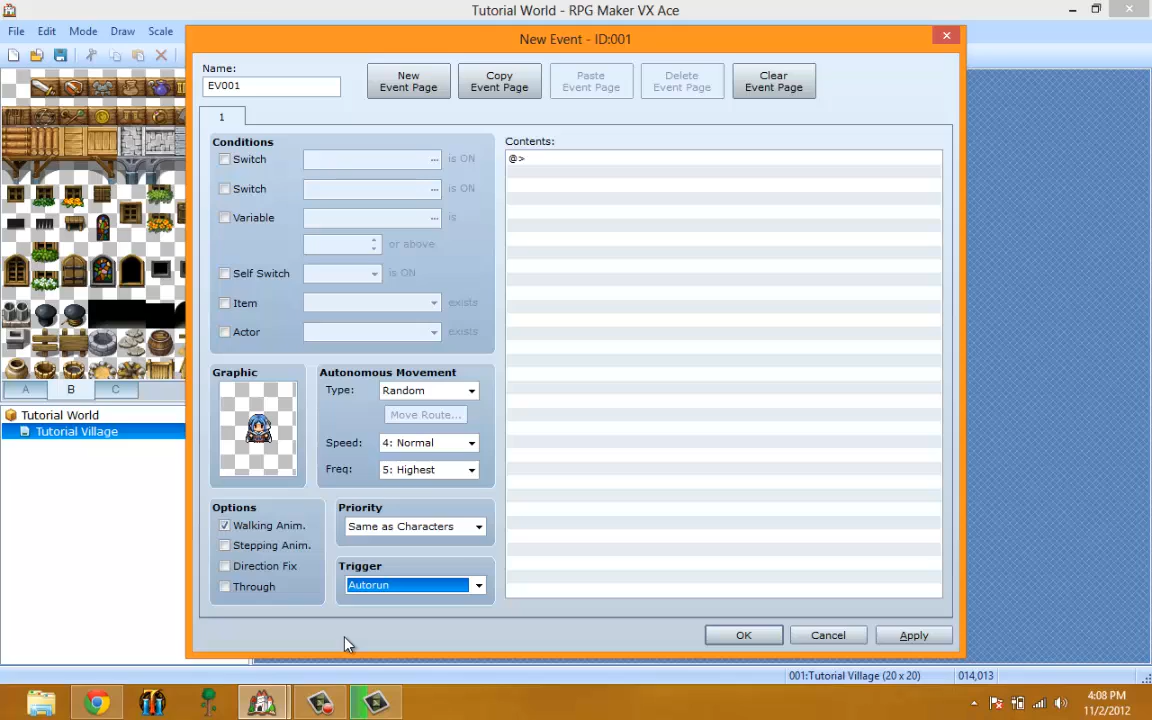 Tutorial World - RPG Maker VX Ace
File Edit Mode Draw Scale
New Event - ID:001
Name:
EV001
New Event Page
Copy Event Page
Paste Event Page
Delete Event Page
Clear Event Page
1
Conditions
Switch ... is ON
Switch ... is ON
Variable ... is
or above
Self Switch is ON
Item exists
Actor exists
Contents:
@>
Graphic
Autonomous Movement
Type: Random
Move Route...
Speed: 4: Normal
Freq: 5: Highest
Options
Walking Anim.
Stepping Anim.
Direction Fix
Through
Priority
Same as Characters
Trigger
Autorun
OK Cancel Apply
A B C
Tutorial World
Tutorial Village
001:Tutorial Village (20 x 20) 014,013
4:08 PM
11/2/2012